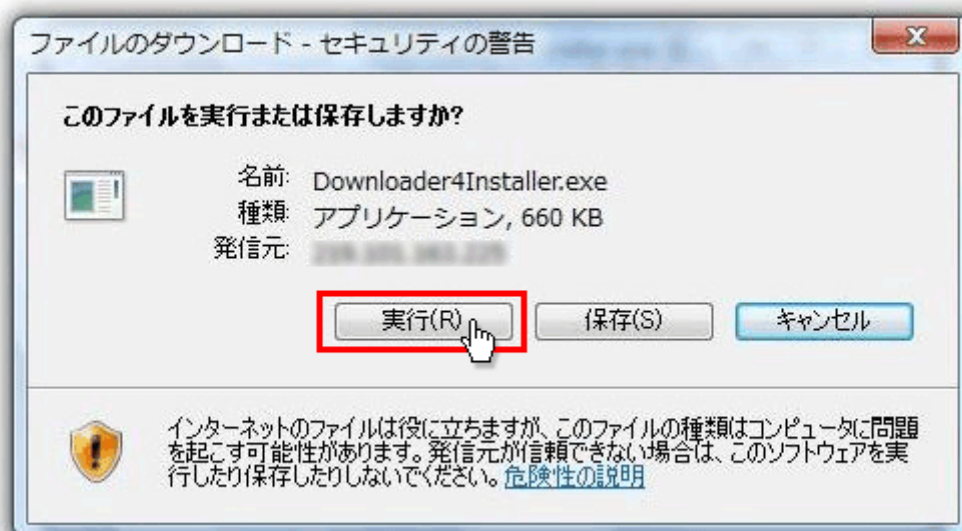 ファイルのダウンロード - セキュリティの警告
このファイルを実行または保存しますか?
名前: Downloader4Installer.exe
種類: アプリケーション, 660 KB
発信元:
実行(R) 保存(S) キャンセル
インターネットのファイルは役に立ちますが、このファイルの種類はコンピュータに問題
を起こす可能性があります。発信元が信頼できない場合は、このソフトウェアを実
行したり保存したりしないでください。危険性の説明